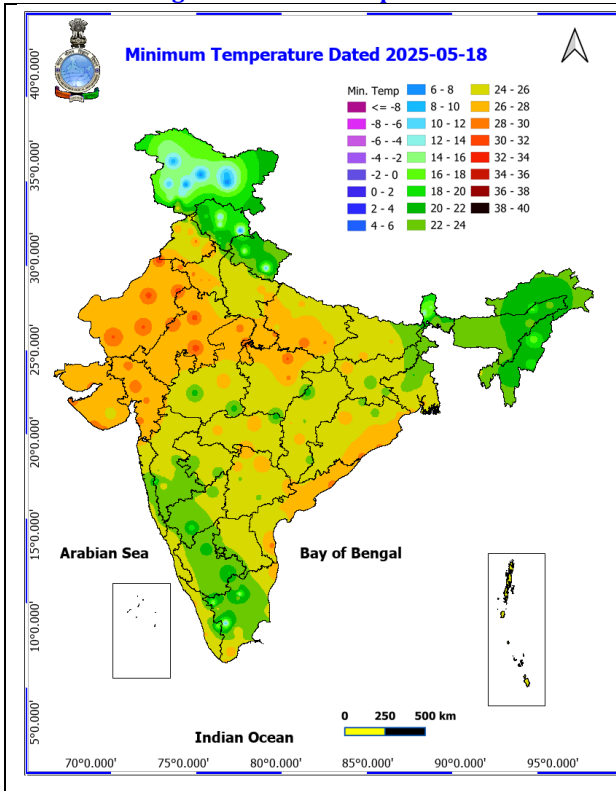 Minimum Temperature Dated 2025-05-18
Min. Temp
<= -8
-8 - -6
-6 - -4
-4 - -2
-2 - 0
0 - 2
2 - 4
4 - 6
6 - 8
8 - 10
10 - 12
12 - 14
14 - 16
16 - 18
18 - 20
20 - 22
22 - 24
24 - 26
26 - 28
28 - 30
30 - 32
32 - 34
34 - 36
36 - 38
38 - 40
40°0.000'
35°0.000'
30°0.000'
25°0.000'
20°0.000'
15°0.000'
10°0.000'
5°0.000'
Arabian Sea
Bay of Bengal
Indian Ocean
0 250 500 km
70°0.000' 75°0.000' 80°0.000' 85°0.000' 90°0.000' 95°0.000'